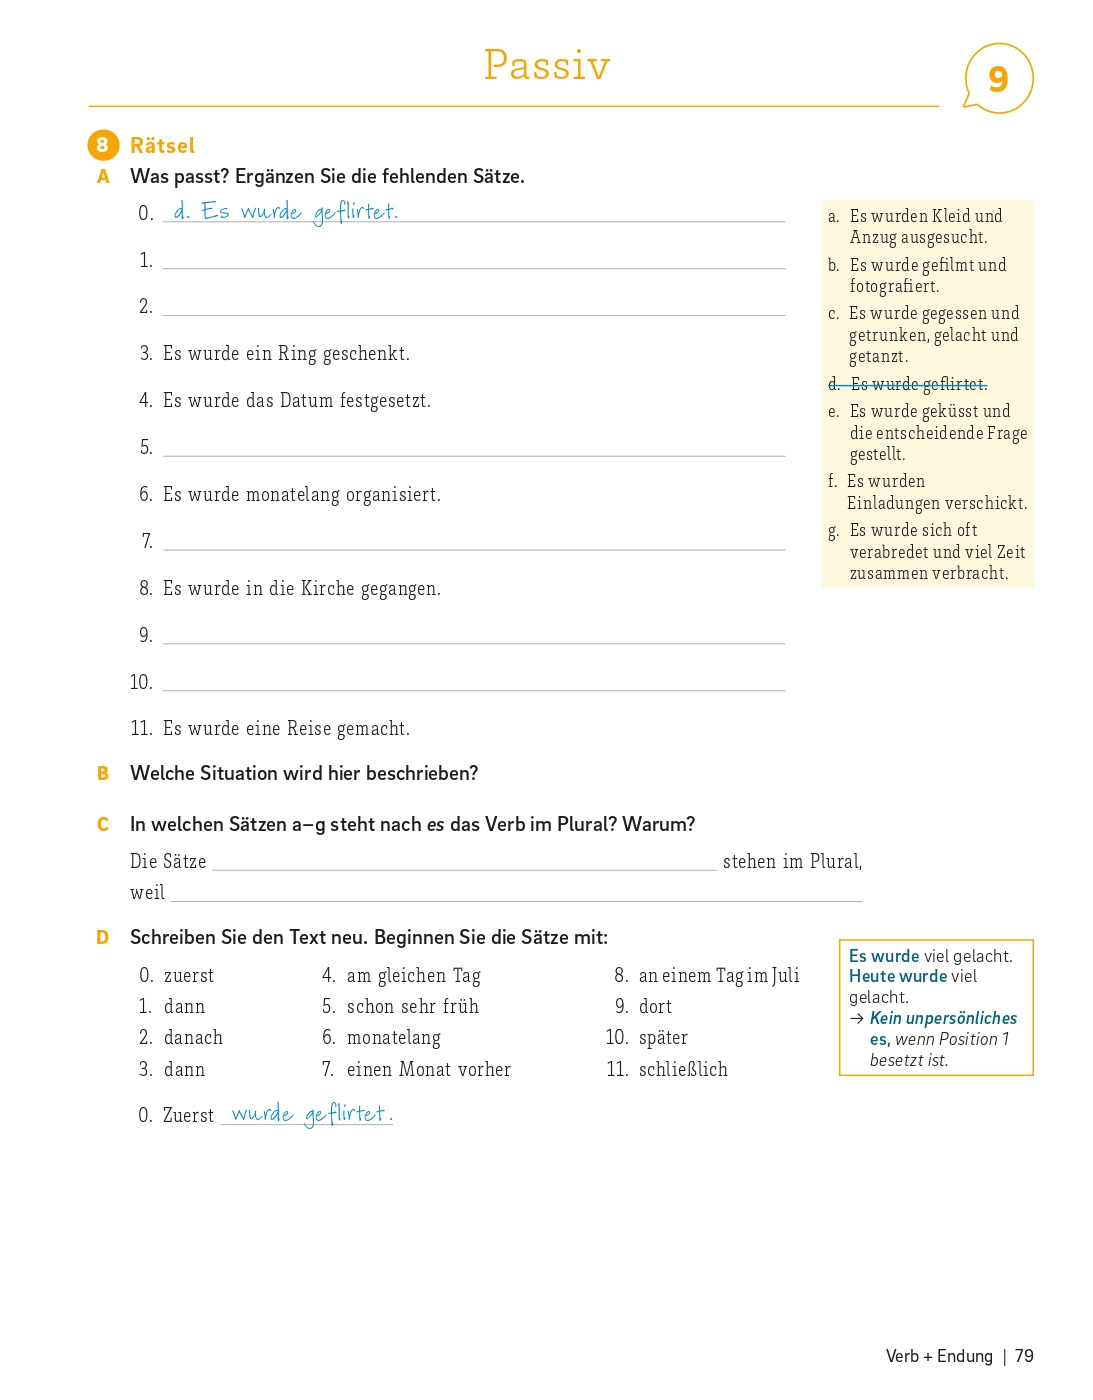 Passiv
9
8 Rätsel
A Was passt? Ergänzen Sie die fehlenden Sätze.
0. d. Es wurde geflirtet.
1.
2.
3. Es wurde ein Ring geschenkt.
4. Es wurde das Datum festgesetzt.
5.
6. Es wurde monatelang organisiert.
7.
8. Es wurde in die Kirche gegangen.
9.
10.
11. Es wurde eine Reise gemacht.
a. Es wurden Kleid und
Anzug ausgesucht.
b. Es wurde gefilmt und
fotografiert.
c. Es wurde gegessen und
getrunken, gelacht und
getanzt.
d. Es wurde geflirtet.
e. Es wurde geküsst und
die entscheidende Frage
gestellt.
f. Es wurden
Einladungen verschickt.
g. Es wurde sich oft
verabredet und viel Zeit
zusammen verbracht.
B Welche Situation wird hier beschrieben?
C In welchen Sätzen a–g steht nach es das Verb im Plural? Warum?
Die Sätze stehen im Plural,
weil
D Schreiben Sie den Text neu. Beginnen Sie die Sätze mit:
0. zuerst 4. am gleichen Tag 8. an einem Tag im Juli
1. dann 5. schon sehr früh 9. dort
2. danach 6. monatelang 10. später
3. dann 7. einen Monat vorher 11. schließlich
0. Zuerst wurde geflirtet.
Es wurde viel gelacht.
Heute wurde viel
gelacht.
→ Kein unpersönliches
es, wenn Position 1
besetzt ist.
Verb + Endung | 79